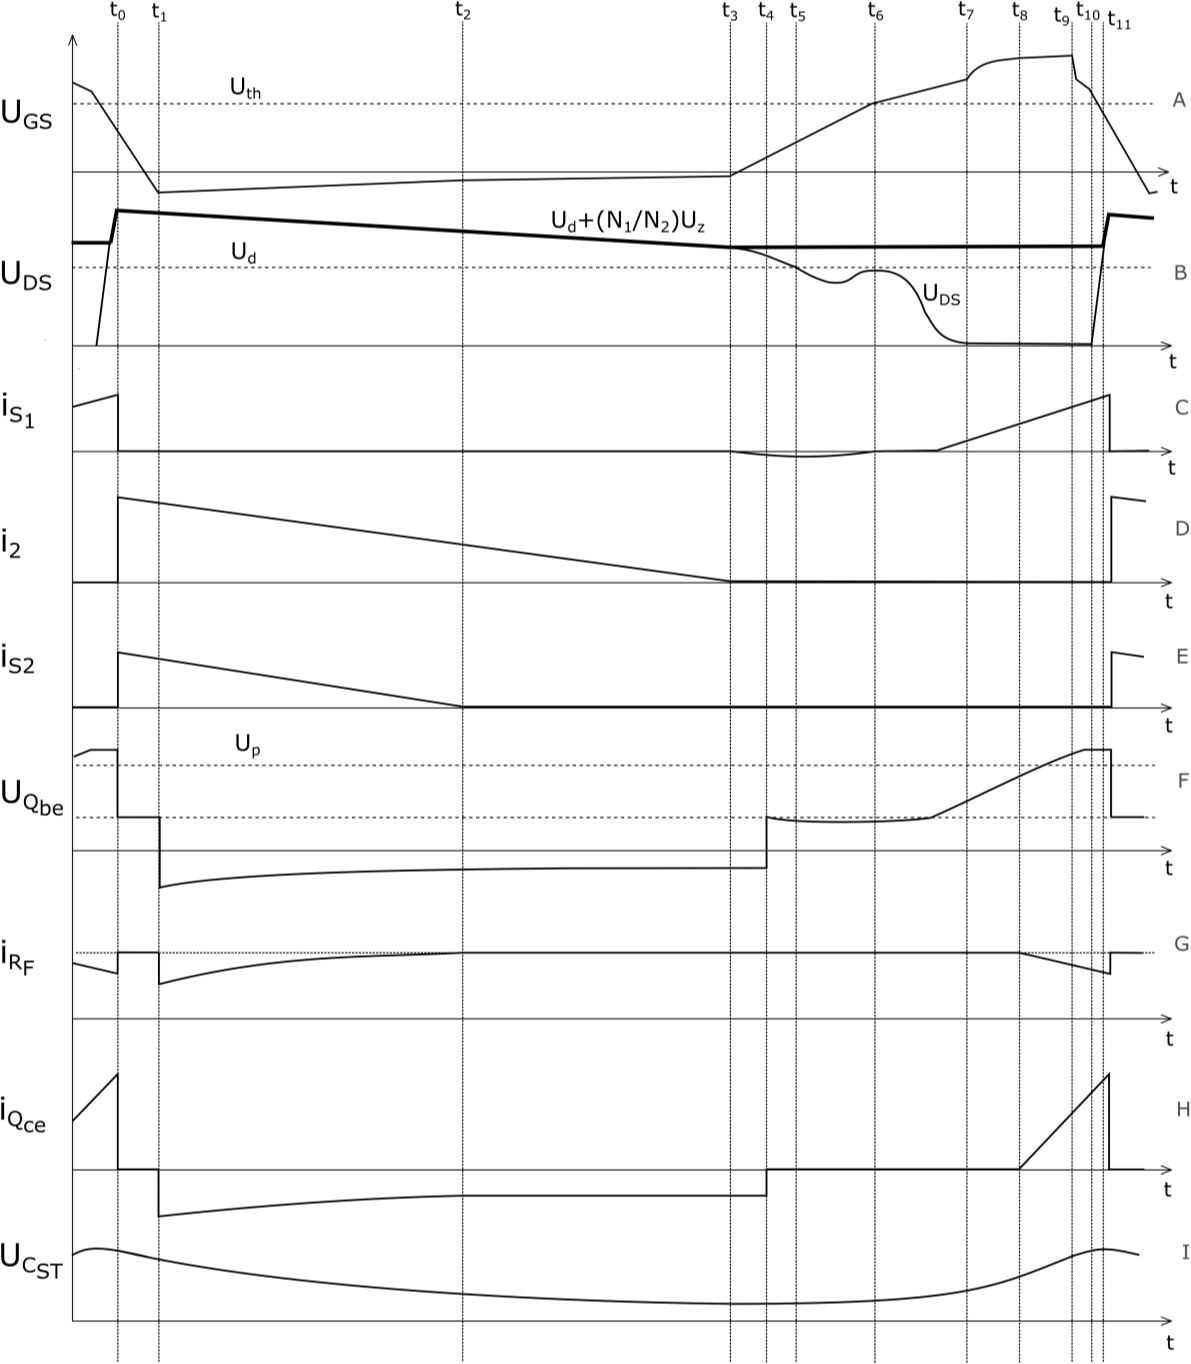 t0 t1 t2 t3 t4 t5 t6 t7 t8 t9 t10 t11
Uth
UGS
A
t
Ud+(N1/N2)Uz
Ud
UDS
B
UDS
t
iS1
C
t
i2
D
t
iS2
E
t
Up
UQbe
F
t
iRF
G
t
iQce
H
t
UCST
I
t